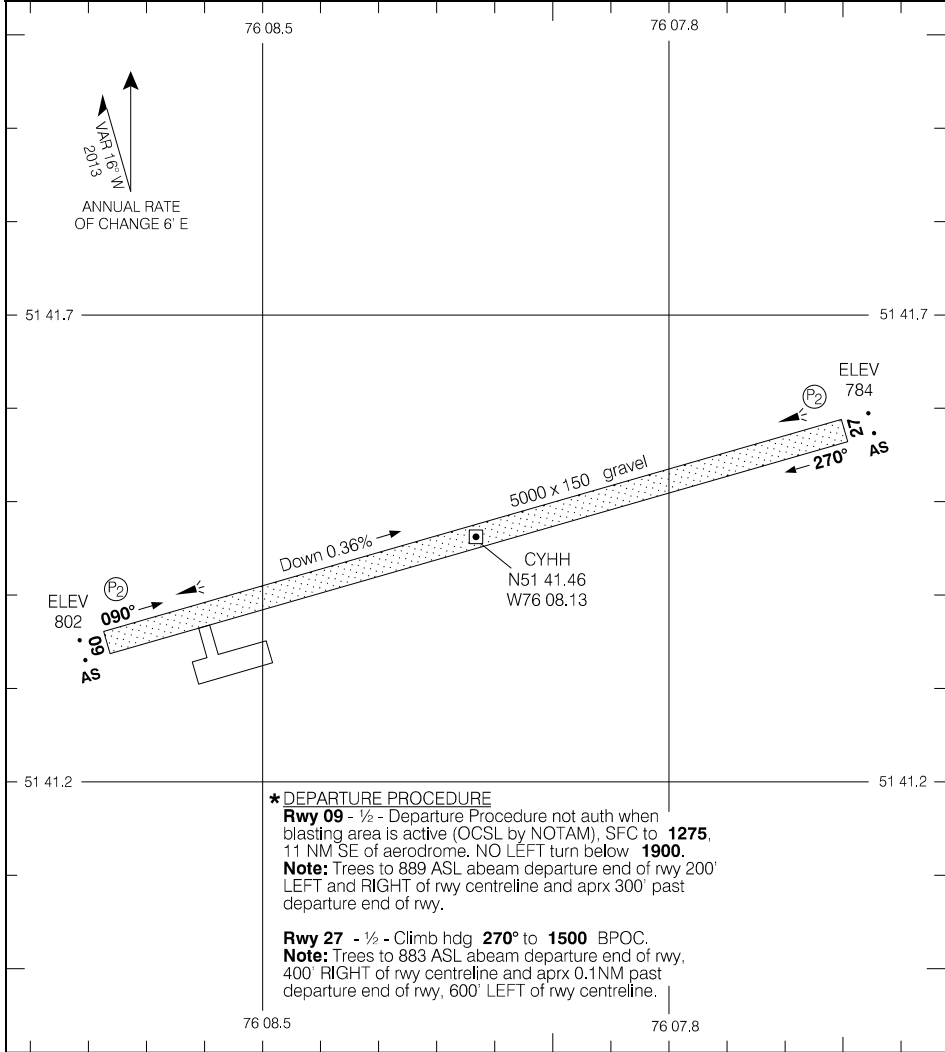 76 08.5
76 07.8
VAR 16° W
2013
ANNUAL RATE
OF CHANGE 6' E
51 41.7
51 41.7
ELEV
784
P2
27
AS
270°
5000 x 150 gravel
Down 0.36%
CYHH
N51 41.46
W76 08.13
P2
ELEV
802
090°
09
AS
51 41.2
51 41.2
* DEPARTURE PROCEDURE
Rwy 09 - ½ - Departure Procedure not auth when
blasting area is active (OCSL by NOTAM), SFC to 1275,
11 NM SE of aerodrome. NO LEFT turn below 1900.
Note: Trees to 889 ASL abeam departure end of rwy 200'
LEFT and RIGHT of rwy centreline and aprx 300' past
departure end of rwy.
Rwy 27 - ½ - Climb hdg 270° to 1500 BPOC.
Note: Trees to 883 ASL abeam departure end of rwy,
400' RIGHT of rwy centreline and aprx 0.1NM past
departure end of rwy, 600' LEFT of rwy centreline.
76 08.5
76 07.8